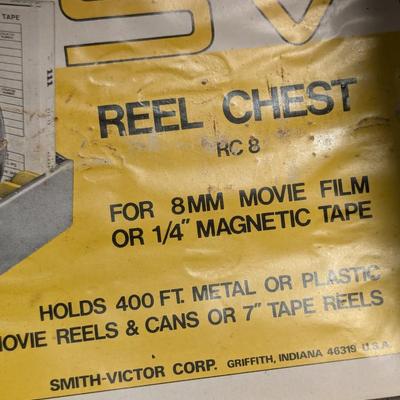 TAPE
SV
REEL CHEST
RC 8
FOR 8MM MOVIE FILM
OR 1/4" MAGNETIC TAPE
HOLDS 400 FT. METAL OR PLASTIC
MOVIE REELS & CANS OR 7" TAPE REELS
SMITH-VICTOR CORP. GRIFFITH, INDIANA 46319 U.S.A.